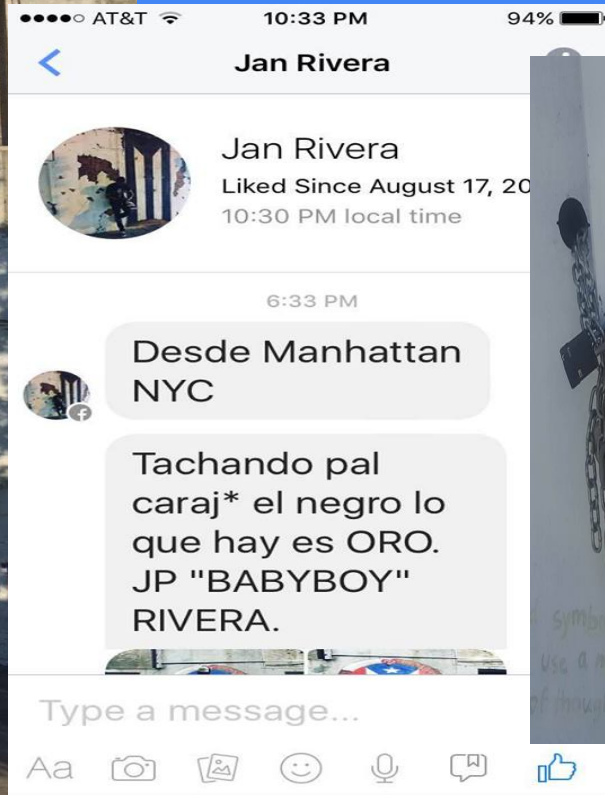 AT&T 10:33 PM 94%
Jan Rivera
Jan Rivera
Liked Since August 17, 20
10:30 PM local time
6:33 PM
Desde Manhattan
NYC
Tachando pal
caraj* el negro lo
que hay es ORO.
JP "BABYBOY"
RIVERA.
Type a message...
Aa
use a